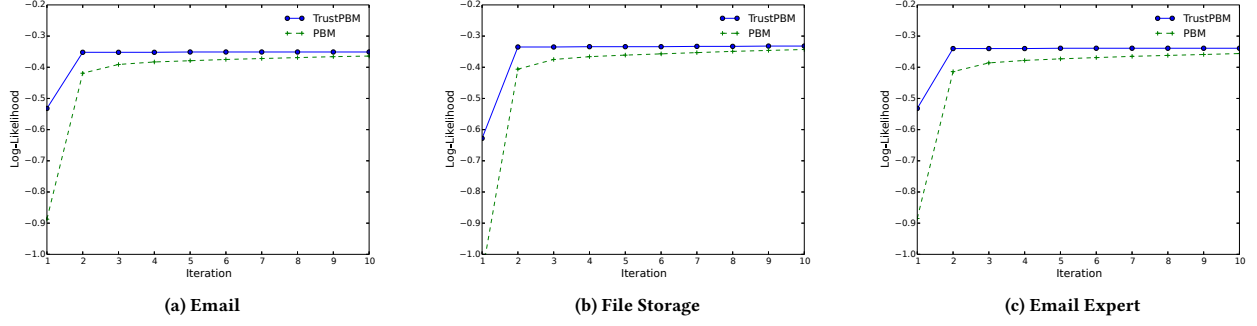 −0.2
−0.3
−0.4
−0.5
−0.6
−0.7
−0.8
−0.9
−1.0
Log-Likelihood
TrustPBM
PBM
1 2 3 4 5 6 7 8 9 10
Iteration
(a) Email
−0.2
−0.3
−0.4
−0.5
−0.6
−0.7
−0.8
−0.9
−1.0
Log-Likelihood
TrustPBM
PBM
1 2 3 4 5 6 7 8 9 10
Iteration
(b) File Storage
−0.2
−0.3
−0.4
−0.5
−0.6
−0.7
−0.8
−0.9
−1.0
Log-Likelihood
TrustPBM
PBM
1 2 3 4 5 6 7 8 9 10
Iteration
(c) Email Expert